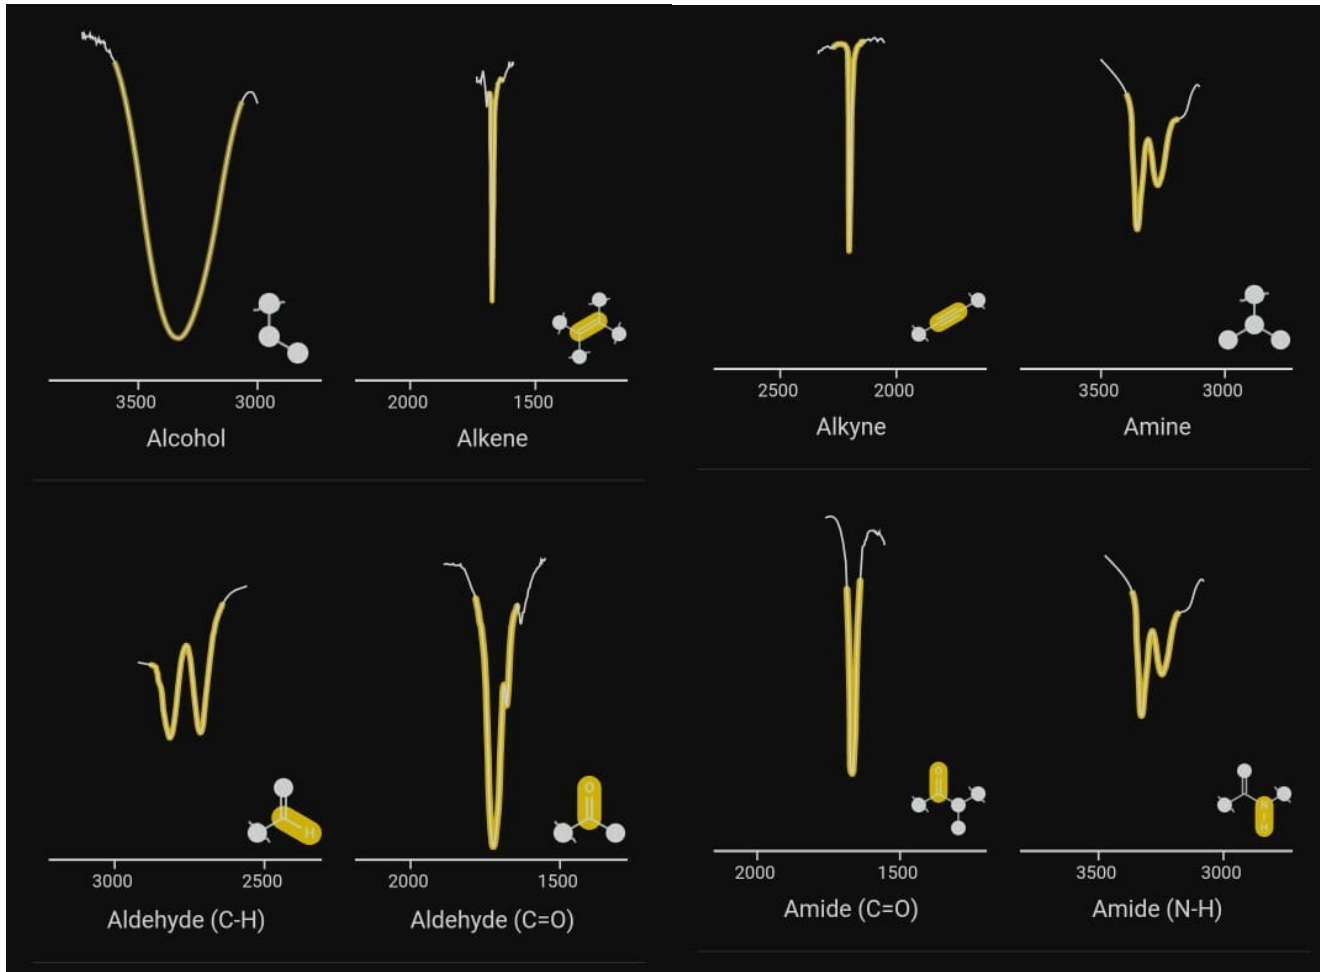 3500 3000
Alcohol
2000 1500
Alkene
2500 2000
Alkyne
3500 3000
Amine
H
3000 2500
Aldehyde (C-H)
O
2000 1500
Aldehyde (C=O)
O
2000 1500
Amide (C=O)
N
H
3500 3000
Amide (N-H)